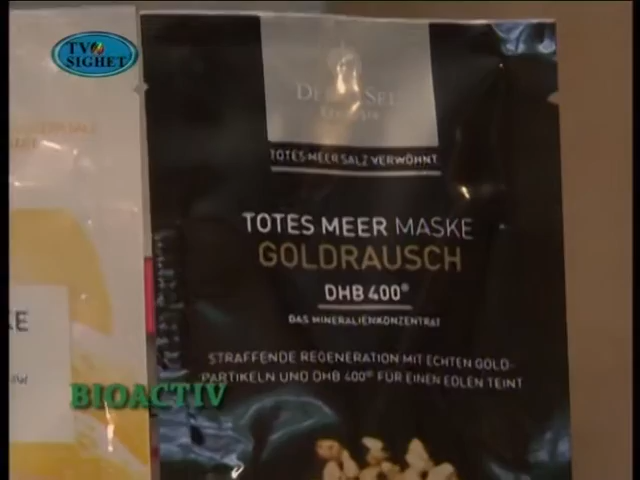 TV SIGHET
TOTES MEER SALZ VERWÖHNT
TOTES MEER MASKE
GOLDRAUSCH
DHB 400®
DAS MINERALIENKONZENTRAT
STRAFFENDE REGENERATION MIT ECHTEN GOLD-
PARTIKELN UND DHB 400® FÜR EINEN EDLEN TEINT
KE
BIOACTIV